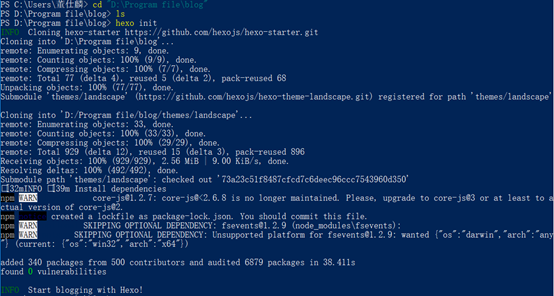 PS C:\Users\董仕麟> cd "D:\Program file\blog"
PS D:\Program file\blog> ls
PS D:\Program file\blog> hexo init
INFO  Cloning hexo-starter https://github.com/hexojs/hexo-starter.git
Cloning into 'D:\Program file\blog'...
remote: Enumerating objects: 9, done.
remote: Counting objects: 100% (9/9), done.
remote: Compressing objects: 100% (7/7), done.
remote: Total 77 (delta 4), reused 5 (delta 2), pack-reused 68
Unpacking objects: 100% (77/77), done.
Submodule 'themes/landscape' (https://github.com/hexojs/hexo-theme-landscape.git) registered for path 'themes/landscape'
Cloning into 'D:/Program file/blog/themes/landscape'...
remote: Enumerating objects: 33, done.
remote: Counting objects: 100% (33/33), done.
remote: Compressing objects: 100% (29/29), done.
remote: Total 929 (delta 12), reused 15 (delta 3), pack-reused 896
Receiving objects: 100% (929/929), 2.56 MiB | 9.00 KiB/s, done.
Resolving deltas: 100% (492/492), done.
Submodule path 'themes/landscape': checked out '73a23c51f8487cfcd7c6deec96ccc7543960d350'
[32mINFO [39m Install dependencies
npm WARN core-js@1.2.7: core-js@<2.6.8 is no longer maintained. Please, upgrade to core-js@3 or at least to a
ctual version of core-js@2.
npm created a lockfile as package-lock.json. You should commit this file.
npm WARN SKIPPING OPTIONAL DEPENDENCY: fsevents@1.2.9 (node_modules\fsevents):
npm WARN SKIPPING OPTIONAL DEPENDENCY: Unsupported platform for fsevents@1.2.9: wanted {"os":"darwin","arch":"any
"} (current: {"os":"win32","arch":"x64"})
added 340 packages from 500 contributors and audited 6879 packages in 38.411s
found 0 vulnerabilities
INFO  Start blogging with Hexo!